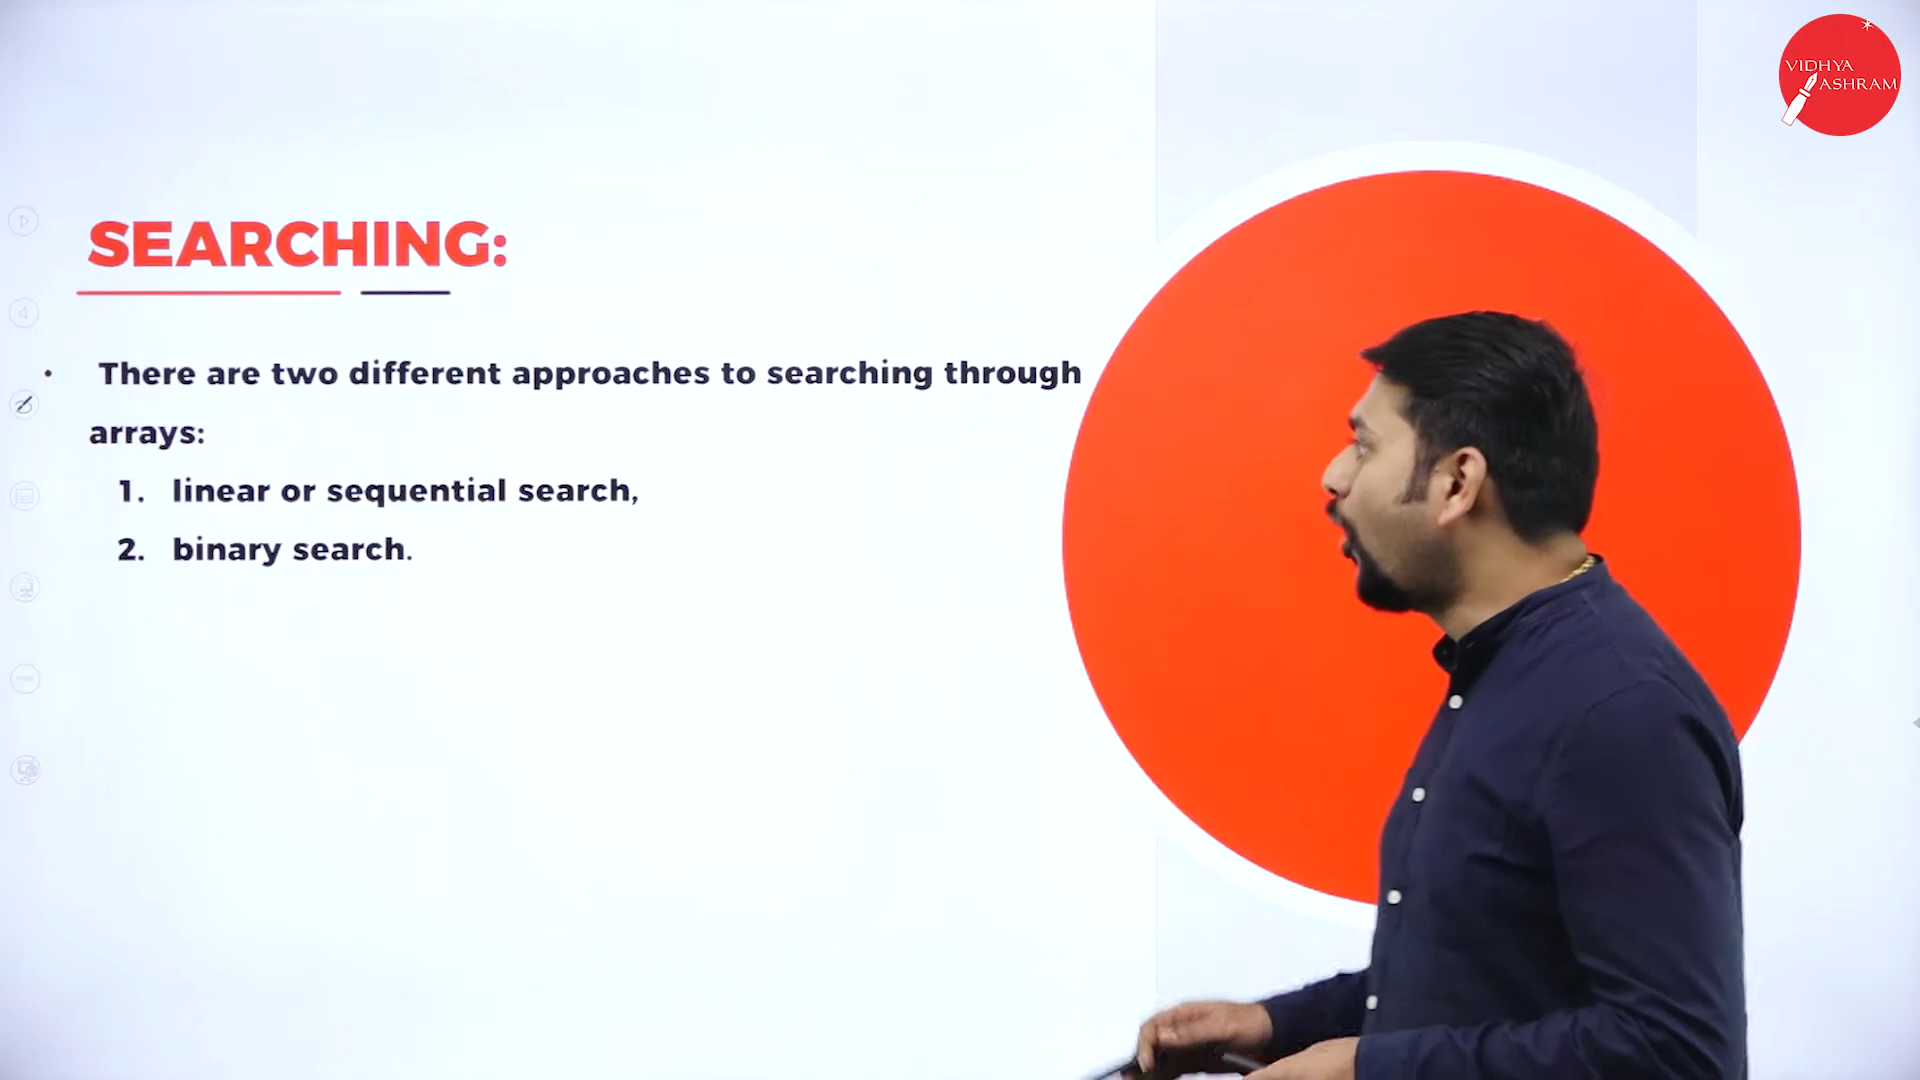 VIDHYA
ASHRAM
SEARCHING:
• There are two different approaches to searching through
arrays:
1. linear or sequential search,
2. binary search.